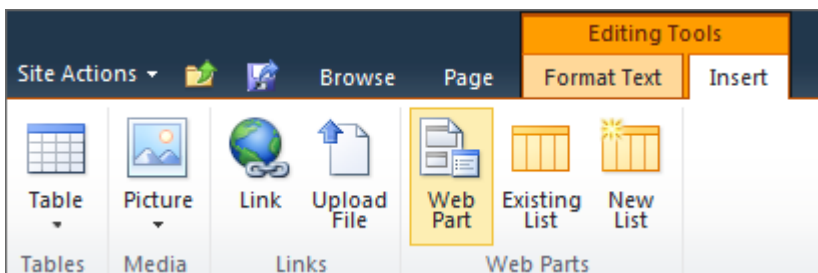 Editing Tools
Site Actions Browse Page Format Text Insert
Table Picture Link Upload File Web Part Existing List New List
Tables Media Links Web Parts